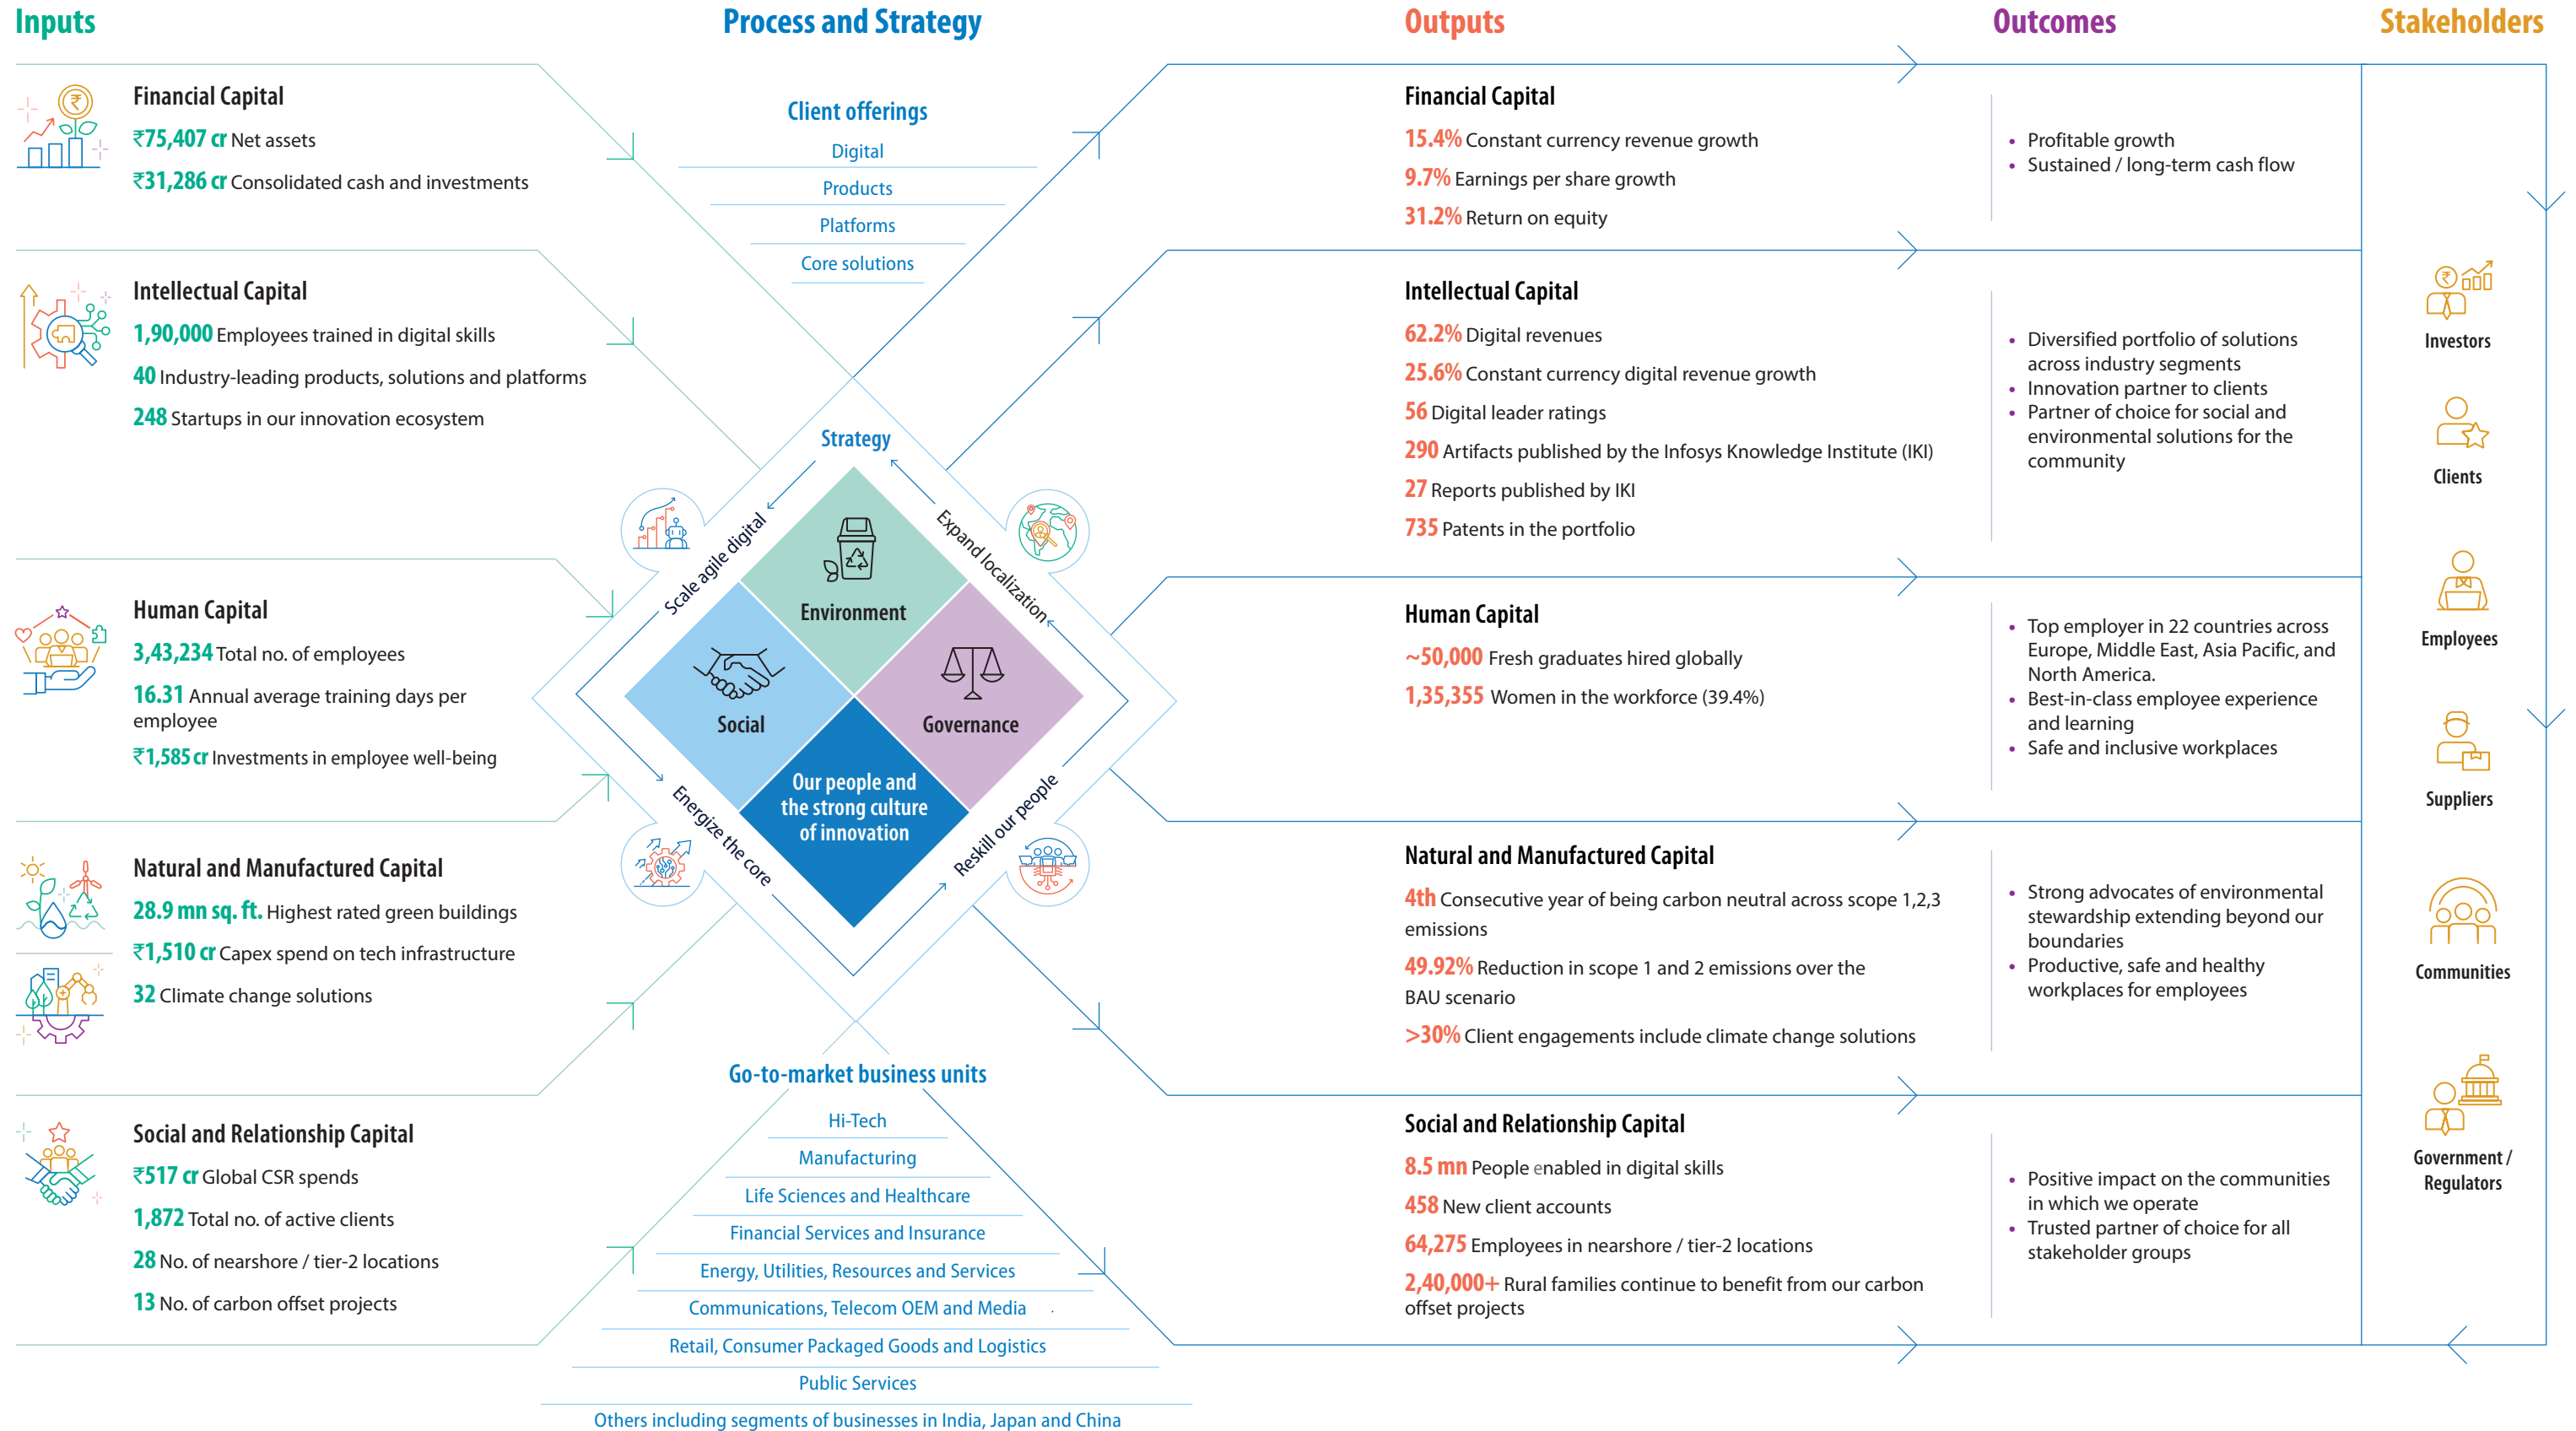 Inputs
Financial Capital
₹75,407 cr Net assets
₹31,286 cr Consolidated cash and investments
Intellectual Capital
1,90,000 Employees trained in digital skills
40 Industry-leading products, solutions and platforms
248 Startups in our innovation ecosystem
Human Capital
3,43,234 Total no. of employees
16.31 Annual average training days per
employee
₹1,585 cr Investments in employee well-being
Natural and Manufactured Capital
28.9 mn sq. ft. Highest rated green buildings
₹1,510 cr Capex spend on tech infrastructure
32 Climate change solutions
Social and Relationship Capital
₹517 cr Global CSR spends
1,872 Total no. of active clients
28 No. of nearshore / tier-2 locations
13 No. of carbon offset projects
Process and Strategy
Client offerings
Digital
Products
Platforms
Core solutions
Strategy
Scale agile digital
Expand localization
Environment
Social
Governance
Our people and
the strong culture
of innovation
Energize the core
Reskill our people
Go-to-market business units
Hi-Tech
Manufacturing
Life Sciences and Healthcare
Financial Services and Insurance
Energy, Utilities, Resources and Services
Communications, Telecom OEM and Media
Retail, Consumer Packaged Goods and Logistics
Public Services
Others including segments of businesses in India, Japan and China
Outputs
Financial Capital
15.4% Constant currency revenue growth
9.7% Earnings per share growth
31.2% Return on equity
Intellectual Capital
62.2% Digital revenues
25.6% Constant currency digital revenue growth
56 Digital leader ratings
290 Artifacts published by the Infosys Knowledge Institute (IKI)
27 Reports published by IKI
735 Patents in the portfolio
Human Capital
~50,000 Fresh graduates hired globally
1,35,355 Women in the workforce (39.4%)
Natural and Manufactured Capital
4th Consecutive year of being carbon neutral across scope 1,2,3
emissions
49.92% Reduction in scope 1 and 2 emissions over the
BAU scenario
>30% Client engagements include climate change solutions
Social and Relationship Capital
8.5 mn People enabled in digital skills
458 New client accounts
64,275 Employees in nearshore / tier-2 locations
2,40,000+ Rural families continue to benefit from our carbon
offset projects
Outcomes
• Profitable growth
• Sustained / long-term cash flow
• Diversified portfolio of solutions
across industry segments
• Innovation partner to clients
• Partner of choice for social and
environmental solutions for the
community
• Top employer in 22 countries across
Europe, Middle East, Asia Pacific, and
North America.
• Best-in-class employee experience
and learning
• Safe and inclusive workplaces
• Strong advocates of environmental
stewardship extending beyond our
boundaries
• Productive, safe and healthy
workplaces for employees
• Positive impact on the communities
in which we operate
• Trusted partner of choice for all
stakeholder groups
Stakeholders
Investors
Clients
Employees
Suppliers
Communities
Government /
Regulators